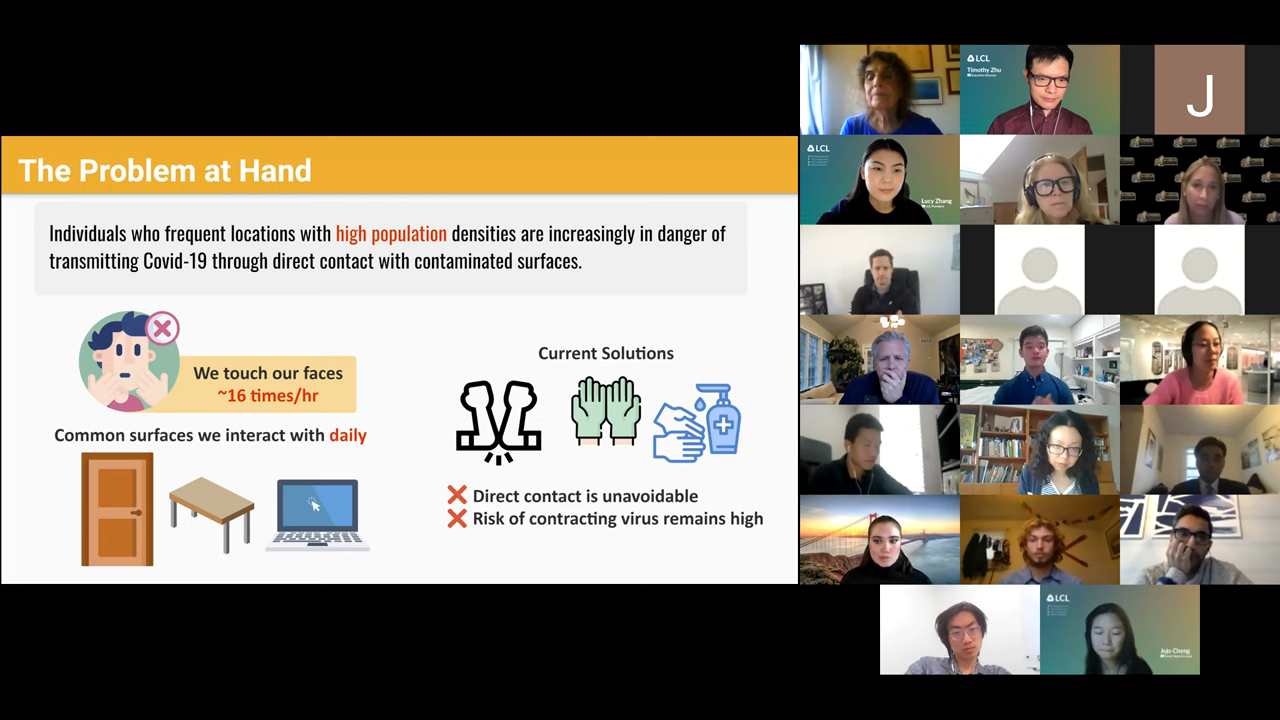 The Problem at Hand
Individuals who frequent locations with high population densities are increasingly in danger of
transmitting Covid-19 through direct contact with contaminated surfaces.
We touch our faces
~16 times/hr
Common surfaces we interact with daily
Current Solutions
Direct contact is unavoidable
Risk of contracting virus remains high
LCL
Timothy Zhu
Executive Director
J
LCL
Lucy Zhang
LCL
Jojo Cheng